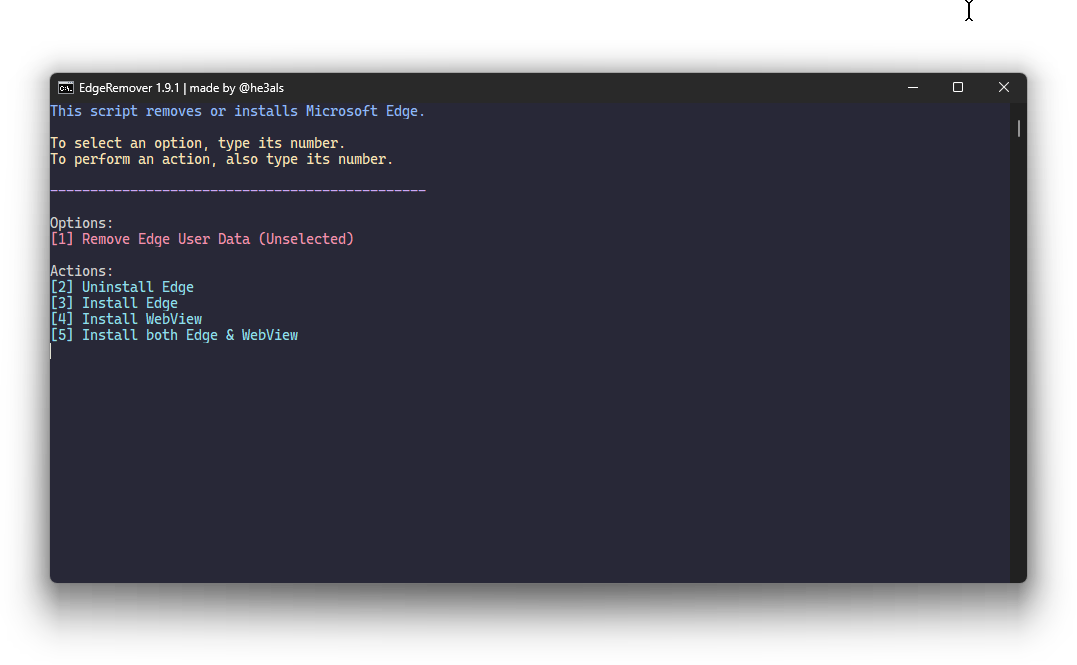 EdgeRemover 1.9.1 | made by @he3als
This script removes or installs Microsoft Edge.
To select an option, type its number.
To perform an action, also type its number.
_______________________________________________
Options:
[1] Remove Edge User Data (Unselected)
Actions:
[2] Uninstall Edge
[3] Install Edge
[4] Install WebView
[5] Install both Edge & WebView